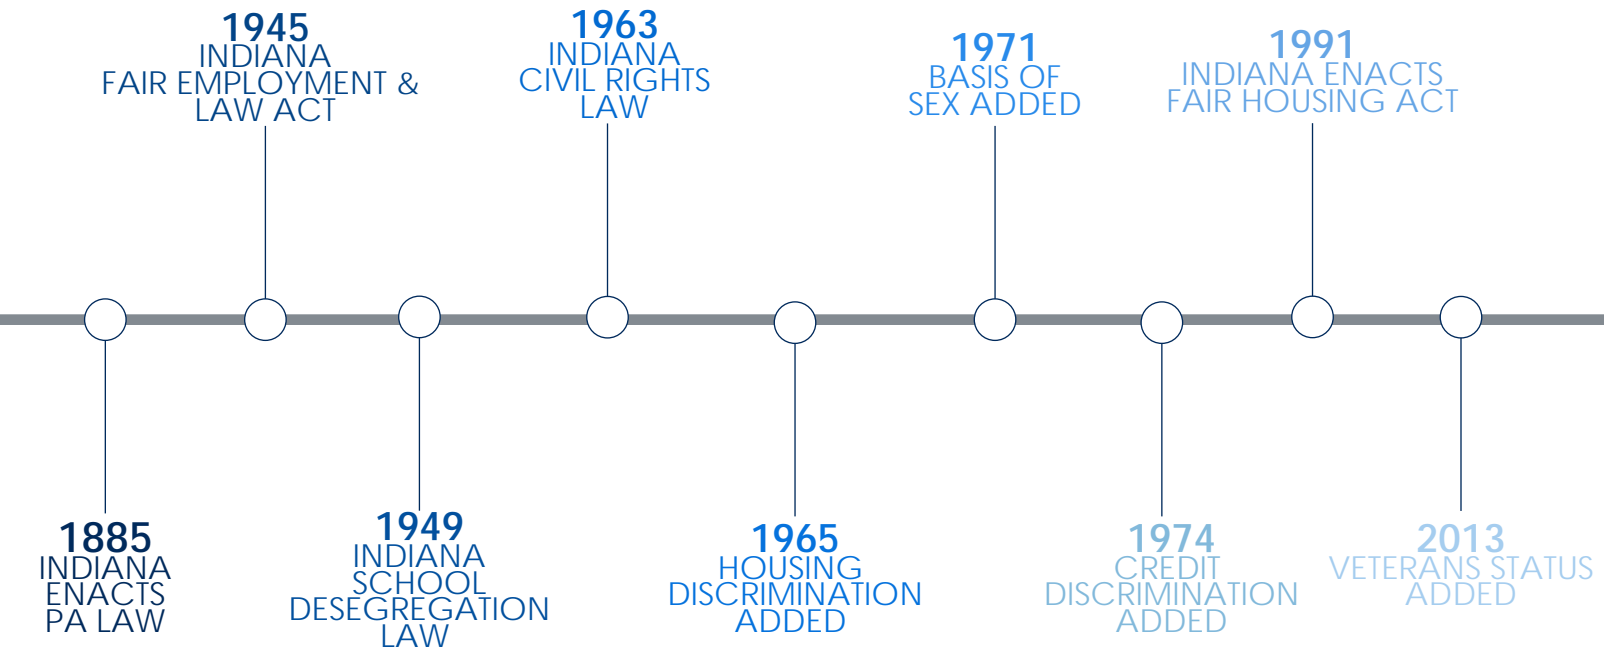 1945
INDIANA
FAIR EMPLOYMENT &
LAW ACT
1963
INDIANA
CIVIL RIGHTS
LAW
1971
BASIS OF
SEX ADDED
1991
INDIANA ENACTS
FAIR HOUSING ACT
1885
INDIANA
ENACTS
PA LAW
1949
INDIANA
SCHOOL
DESEGREGATION
LAW
1965
HOUSING
DISCRIMINATION
ADDED
1974
CREDIT
DISCRIMINATION
ADDED
2013
VETERANS STATUS
ADDED